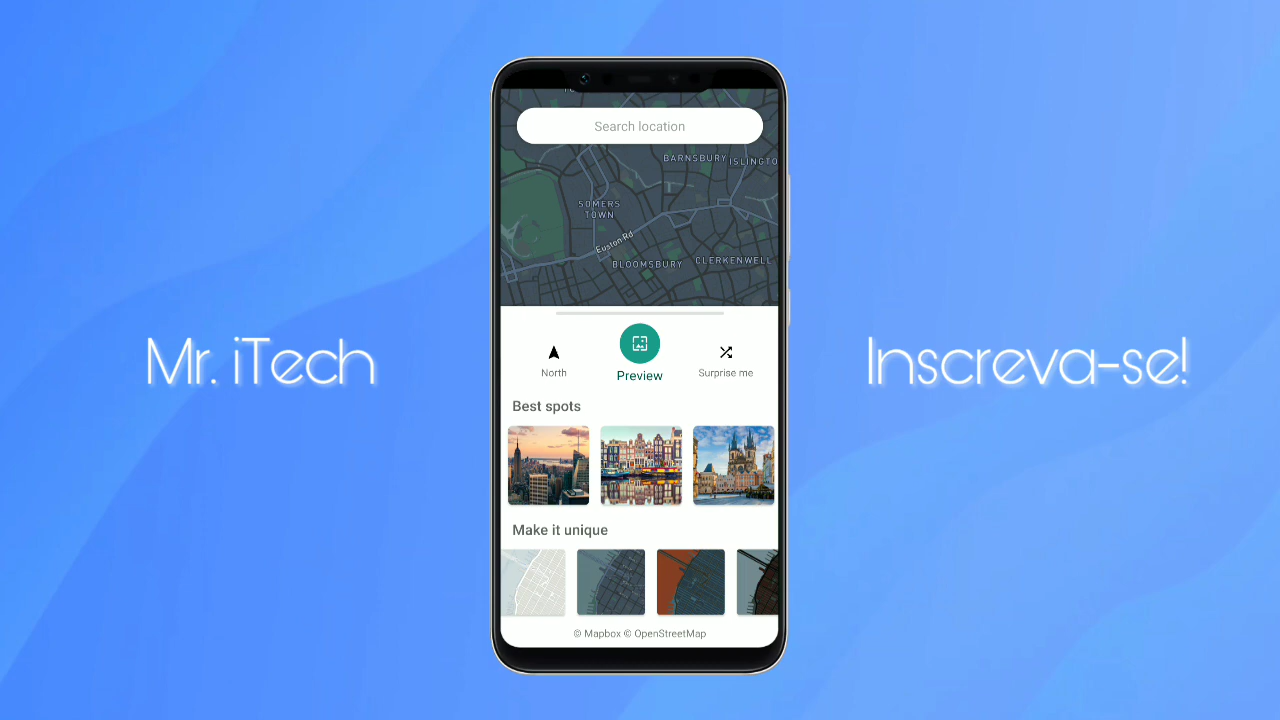 Search location
BARNSBURY
ISLINGTO
SOMERS
TOWN
Euston Rd
BLOOMSBURY
CLERKENWELL
Mr. iTech
Inscreva-se!
North
Preview
Surprise me
Best spots
Make it unique
© Mapbox © OpenStreetMap